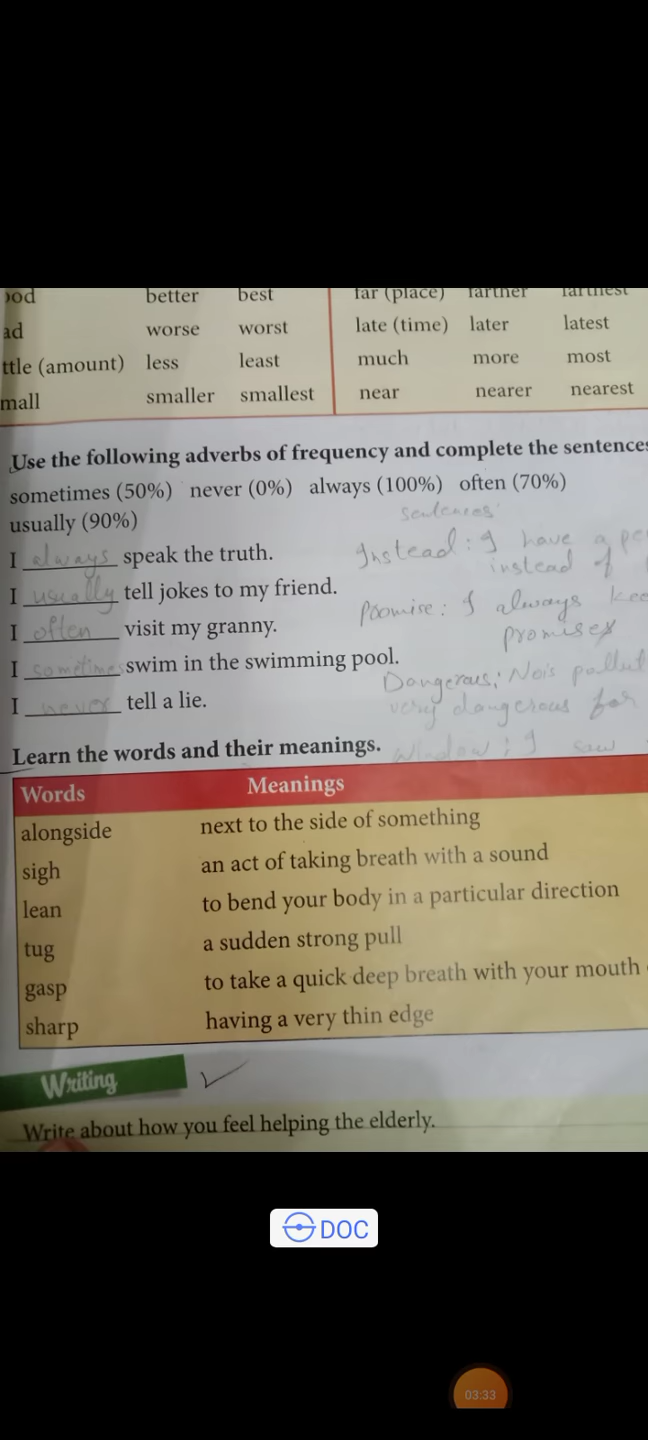 better best far (place) farther farthest
worse worst late (time) later latest
(amount) less least much more most
smaller smallest near nearer nearest
Use the following adverbs of frequency and complete the sentences
sometimes (50%) never (0%) always (100%) often (70%)
usually (90%)
sentences
I always speak the truth.
Instead: I have a
instead of
I usually tell jokes to my friend.
Promise: I always
promises
I often visit my granny.
I sometimes swim in the swimming pool.
Dangerous: Nois
very dangerous for
I never tell a lie.
Window: I saw
Learn the words and their meanings.
Words Meanings
alongside next to the side of something
sigh an act of taking breath with a sound
lean to bend your body in a particular direction
tug a sudden strong pull
gasp to take a quick deep breath with your mouth
sharp having a very thin edge
Writing
Write about how you feel helping the elderly.
DOC
03:33